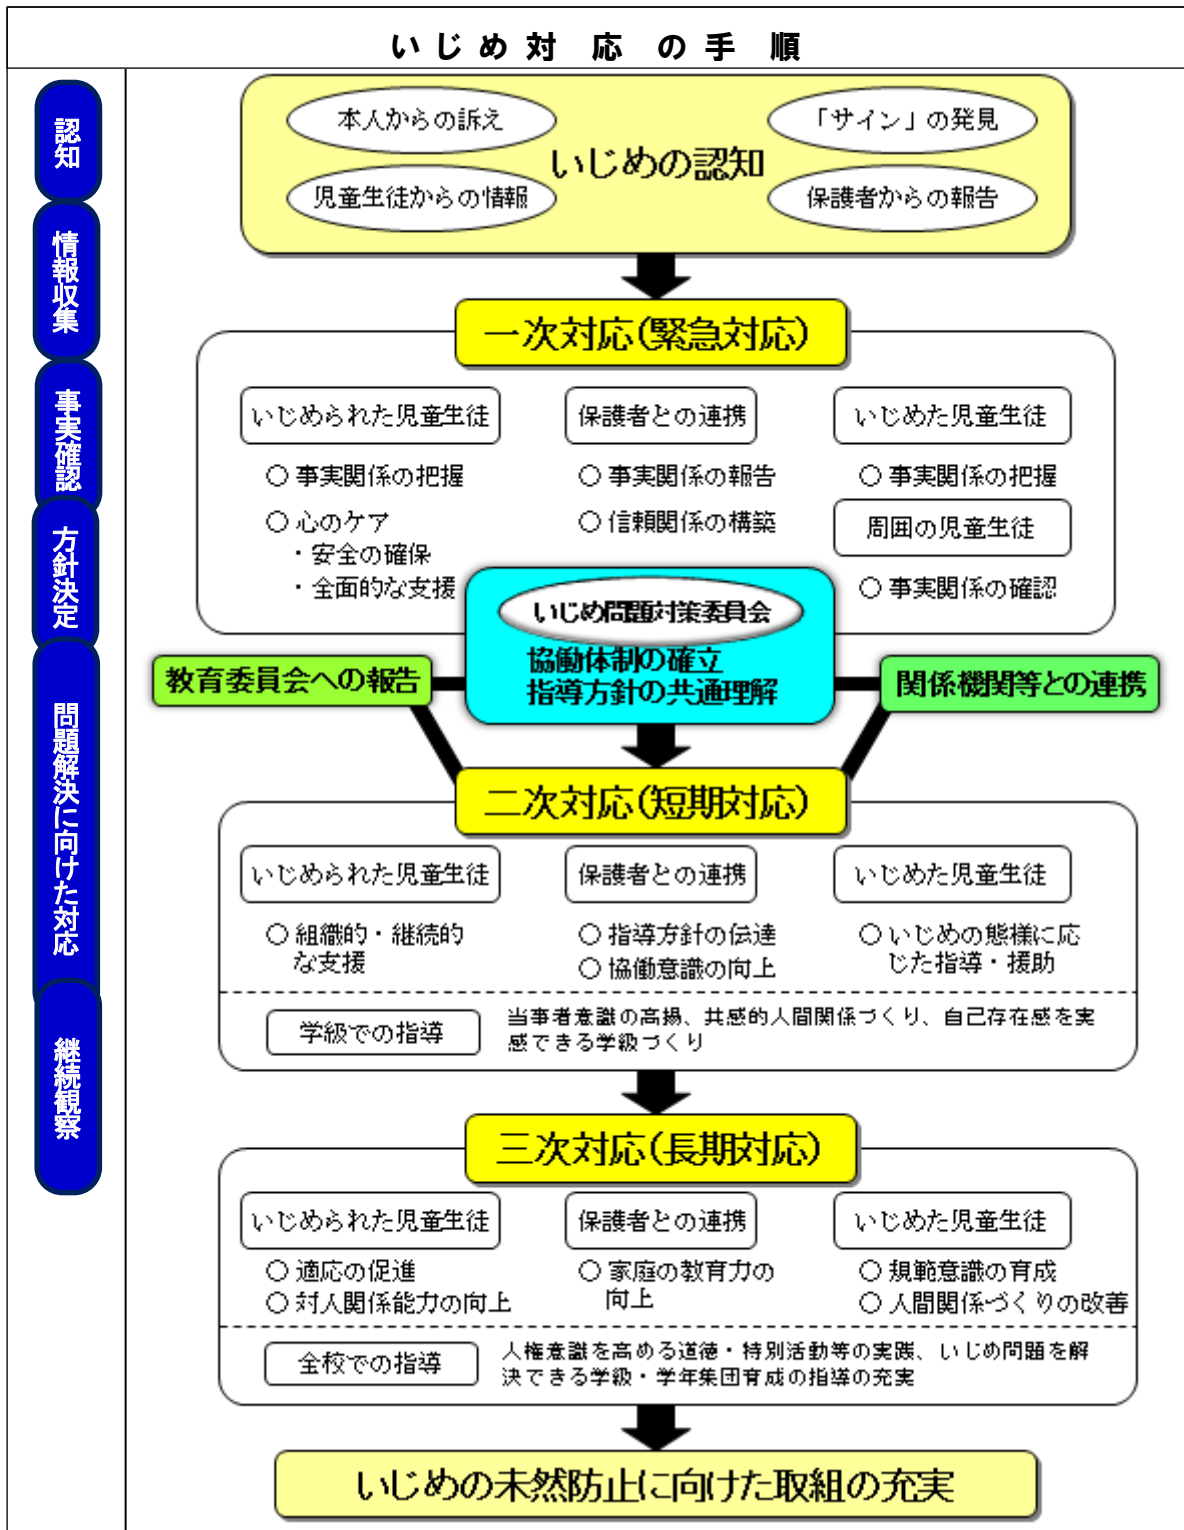 いじめ対応の手順
認知
情報収集
事実確認
方針決定
問題解決に向けた対応
継続観察
本人からの訴え
「サイン」の発見
いじめの認知
児童生徒からの情報
保護者からの報告
一次対応(緊急対応)
いじめられた児童生徒
○ 事実関係の把握
○ 心のケア
・安全の確保
・全面的な支援
保護者との連携
○ 事実関係の報告
○ 信頼関係の構築
いじめた児童生徒
○ 事実関係の把握
周囲の児童生徒
○ 事実関係の確認
いじめ問題対策委員会
協働体制の確立
指導方針の共通理解
教育委員会への報告
関係機関等との連携
二次対応(短期対応)
いじめられた児童生徒
○ 組織的・継続的
な支援
保護者との連携
○ 指導方針の伝達
○ 協働意識の向上
いじめた児童生徒
○ いじめの態様に応
じた指導・援助
学級での指導
当事者意識の高揚、共感的人間関係づくり、自己存在感を実
感できる学級づくり
三次対応(長期対応)
いじめられた児童生徒
○ 適応の促進
○ 対人関係能力の向上
保護者との連携
○ 家庭の教育力の
向上
いじめた児童生徒
○ 規範意識の育成
○ 人間関係づくりの改善
全校での指導
人権意識を高める道徳・特別活動等の実践、いじめ問題を解
決できる学級・学年集団育成の指導の充実
いじめの未然防止に向けた取組の充実